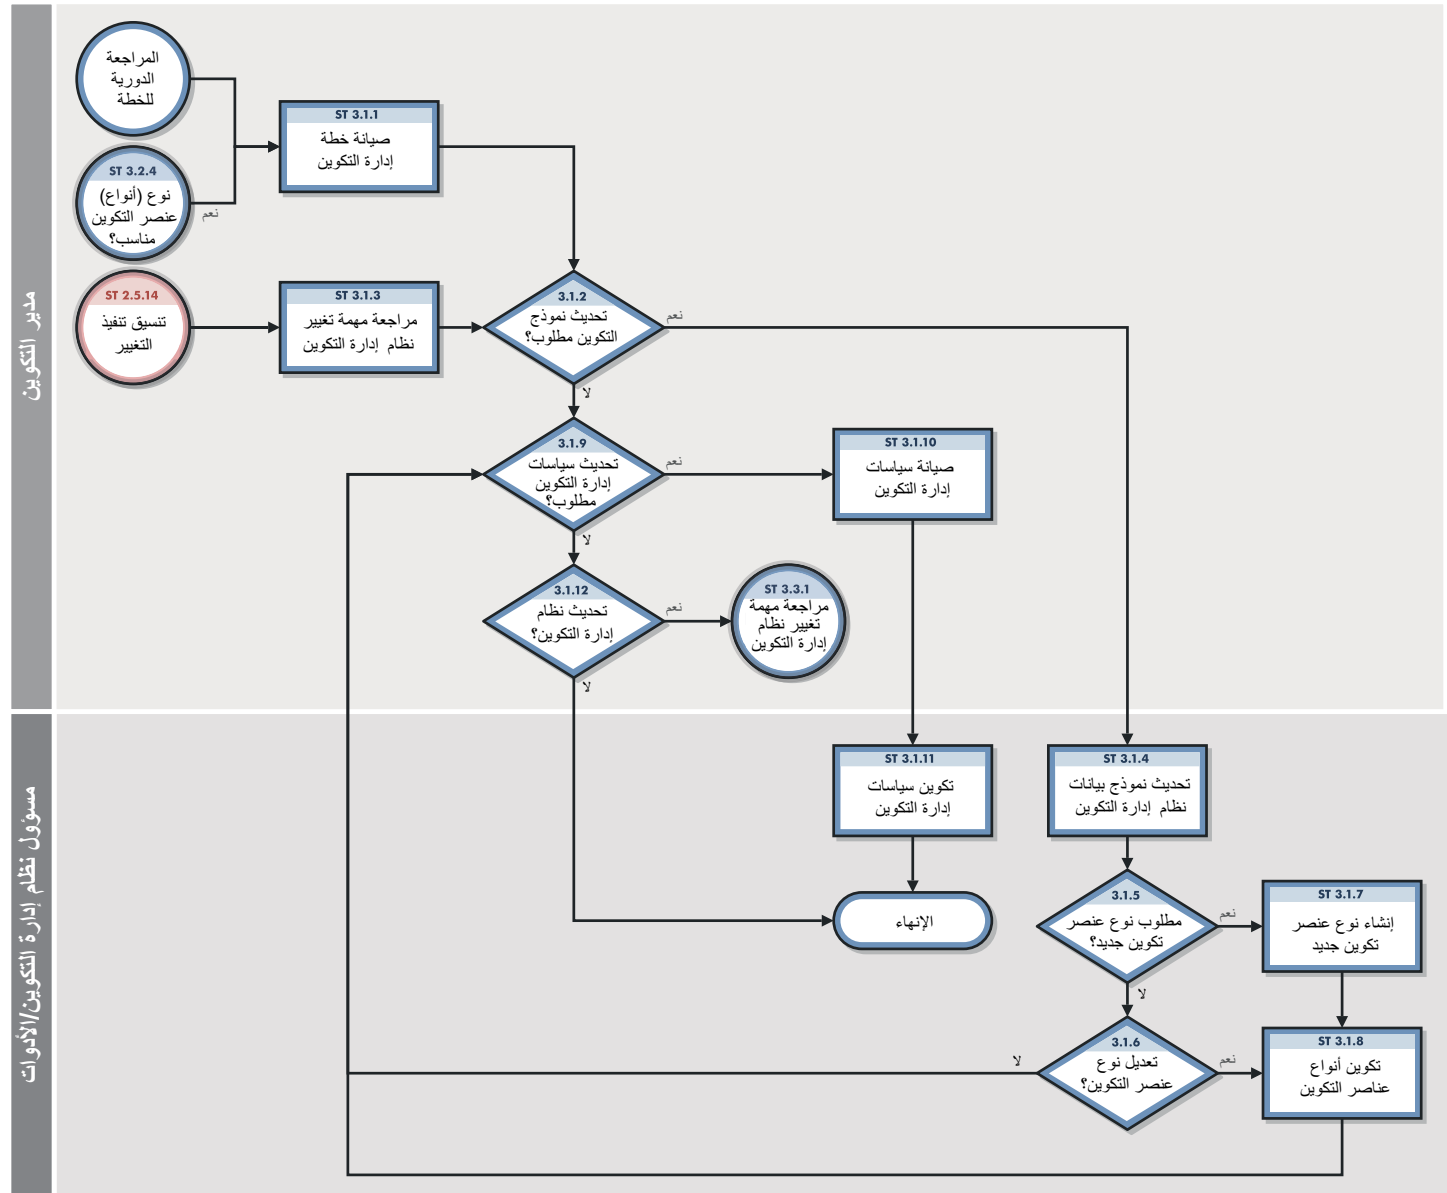 مدير التكوين
المراجعة
الدورية
للخطة
ST 3.2.4
نوع (أنواع)
عنصر التكوين
مناسب؟
نعم
ST 3.1.1
صيانة خطة
إدارة التكوين
ST 2.5.14
تنسيق تنفيذ
التغيير
ST 3.1.3
مراجعة مهمة تغيير
نظام إدارة التكوين
3.1.2
تحديث نموذج
التكوين مطلوب؟
نعم
لا
3.1.9
تحديث سياسات
إدارة التكوين
مطلوب؟
نعم
لا
ST 3.1.10
صيانة سياسات
إدارة التكوين
3.1.12
تحديث نظام
إدارة التكوين؟
نعم
لا
ST 3.3.1
مراجعة مهمة
تغيير نظام
إدارة التكوين
مسؤول نظام إدارة التكوين/الأدوات
ST 3.1.11
تكوين سياسات
إدارة التكوين
الإنهاء
ST 3.1.4
تحديث نموذج بيانات
نظام إدارة التكوين
3.1.5
مطلوب نوع عنصر
تكوين جديد؟
نعم
لا
ST 3.1.7
إنشاء نوع عنصر
تكوين جديد
3.1.6
تعديل نوع
عنصر التكوين؟
نعم
لا
ST 3.1.8
تكوين أنواع
عناصر التكوين